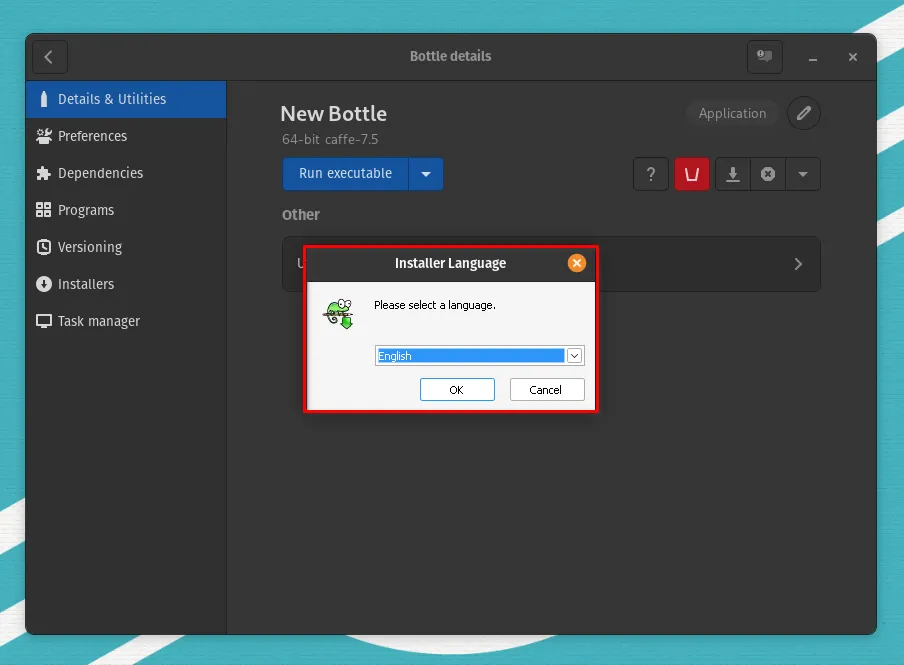 Bottle details
Details & Utilities
Preferences
Dependencies
Programs
Versioning
Installers
Task manager
New Bottle
Application
64-bit caffe-7.5
Run executable
?
Other
U
Installer Language
Please select a language.
English
OK
Cancel